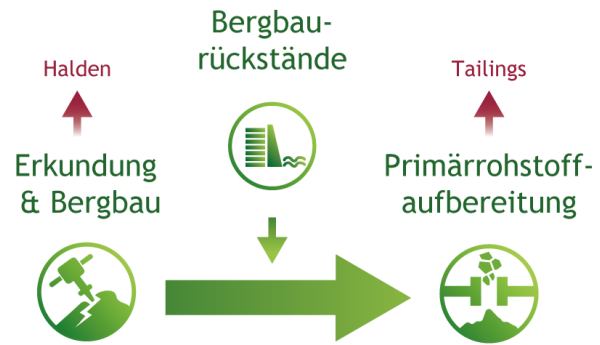 Bergbau-
rückstände
Halden
Tailings
Erkundung
& Bergbau
Primärrohstoff-
aufbereitung